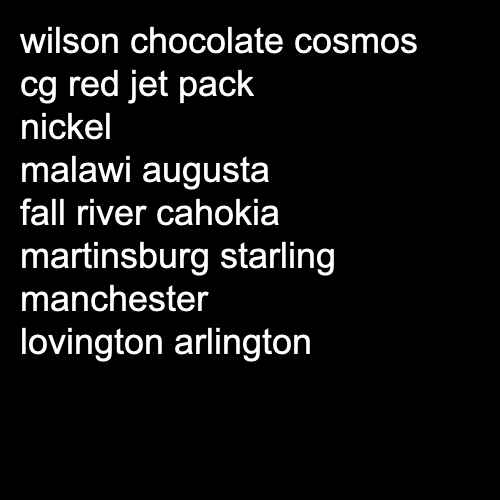 wilson chocolate cosmos
cg red jet pack
nickel
malawi augusta
fall river cahokia
martinsburg starling
manchester
lovington arlington